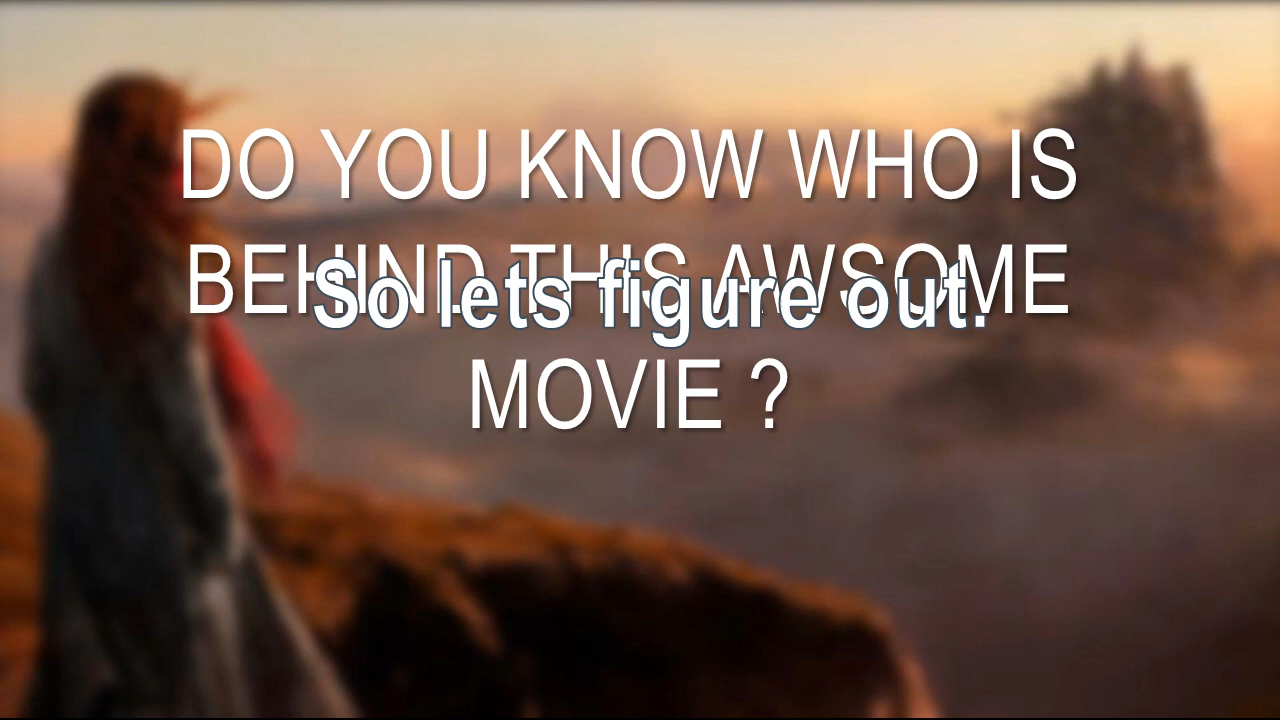 DO YOU KNOW WHO IS
BEHIND THIS AWSOME
So lets figure out.
MOVIE ?